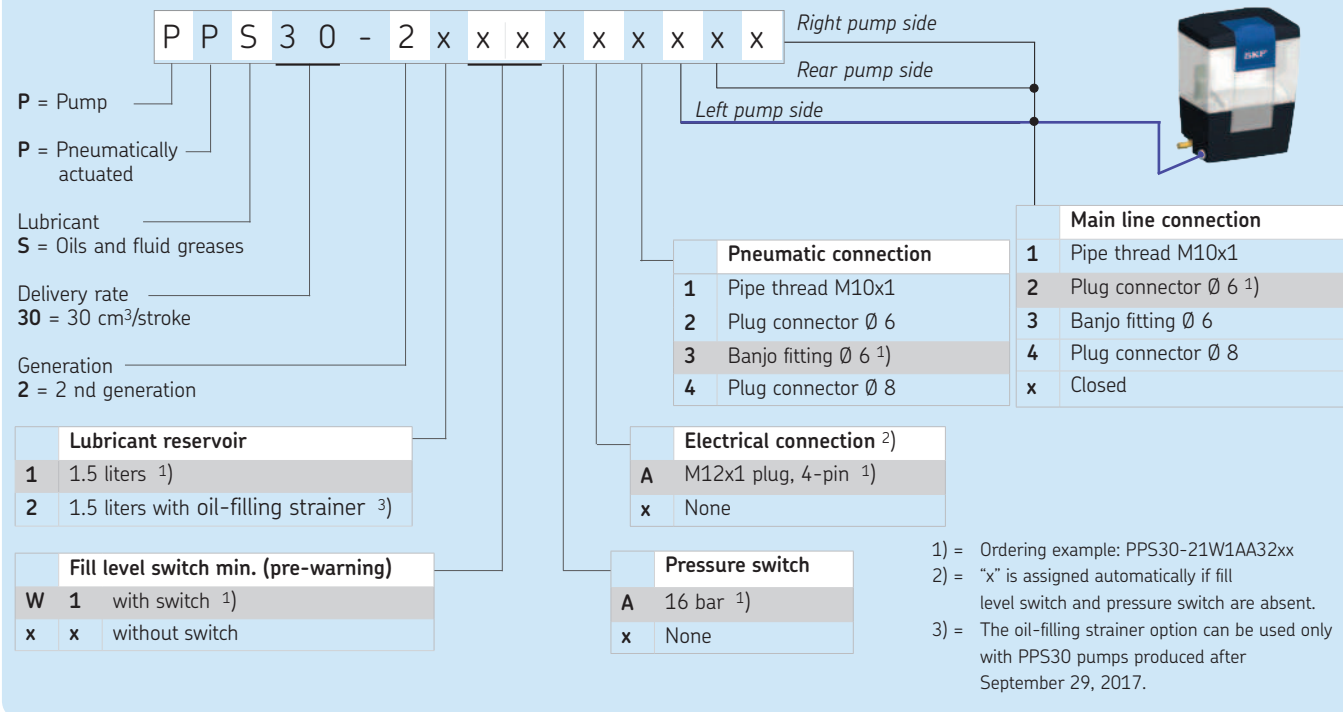 P P S 3 0 - 2 x x x x x x x x x
Right pump side
Rear pump side
Left pump side
SKF
P = Pump
P = Pneumatically
actuated
Lubricant
S = Oils and fluid greases
Delivery rate
30 = 30 cm³/stroke
Generation
2 = 2 nd generation
Lubricant reservoir
1 1.5 liters 1)
2 1.5 liters with oil-filling strainer 3)
Fill level switch min. (pre-warning)
W 1 with switch 1)
x x without switch
Pneumatic connection
1 Pipe thread M10x1
2 Plug connector Ø 6
3 Banjo fitting Ø 6 1)
4 Plug connector Ø 8
Main line connection
1 Pipe thread M10x1
2 Plug connector Ø 6 1)
3 Banjo fitting Ø 6
4 Plug connector Ø 8
x Closed
Electrical connection 2)
A M12x1 plug, 4-pin 1)
x None
Pressure switch
A 16 bar 1)
x None
1) = Ordering example: PPS30-21W1AA32xx
2) = "x" is assigned automatically if fill
level switch and pressure switch are absent.
3) = The oil-filling strainer option can be used only
with PPS30 pumps produced after
September 29, 2017.